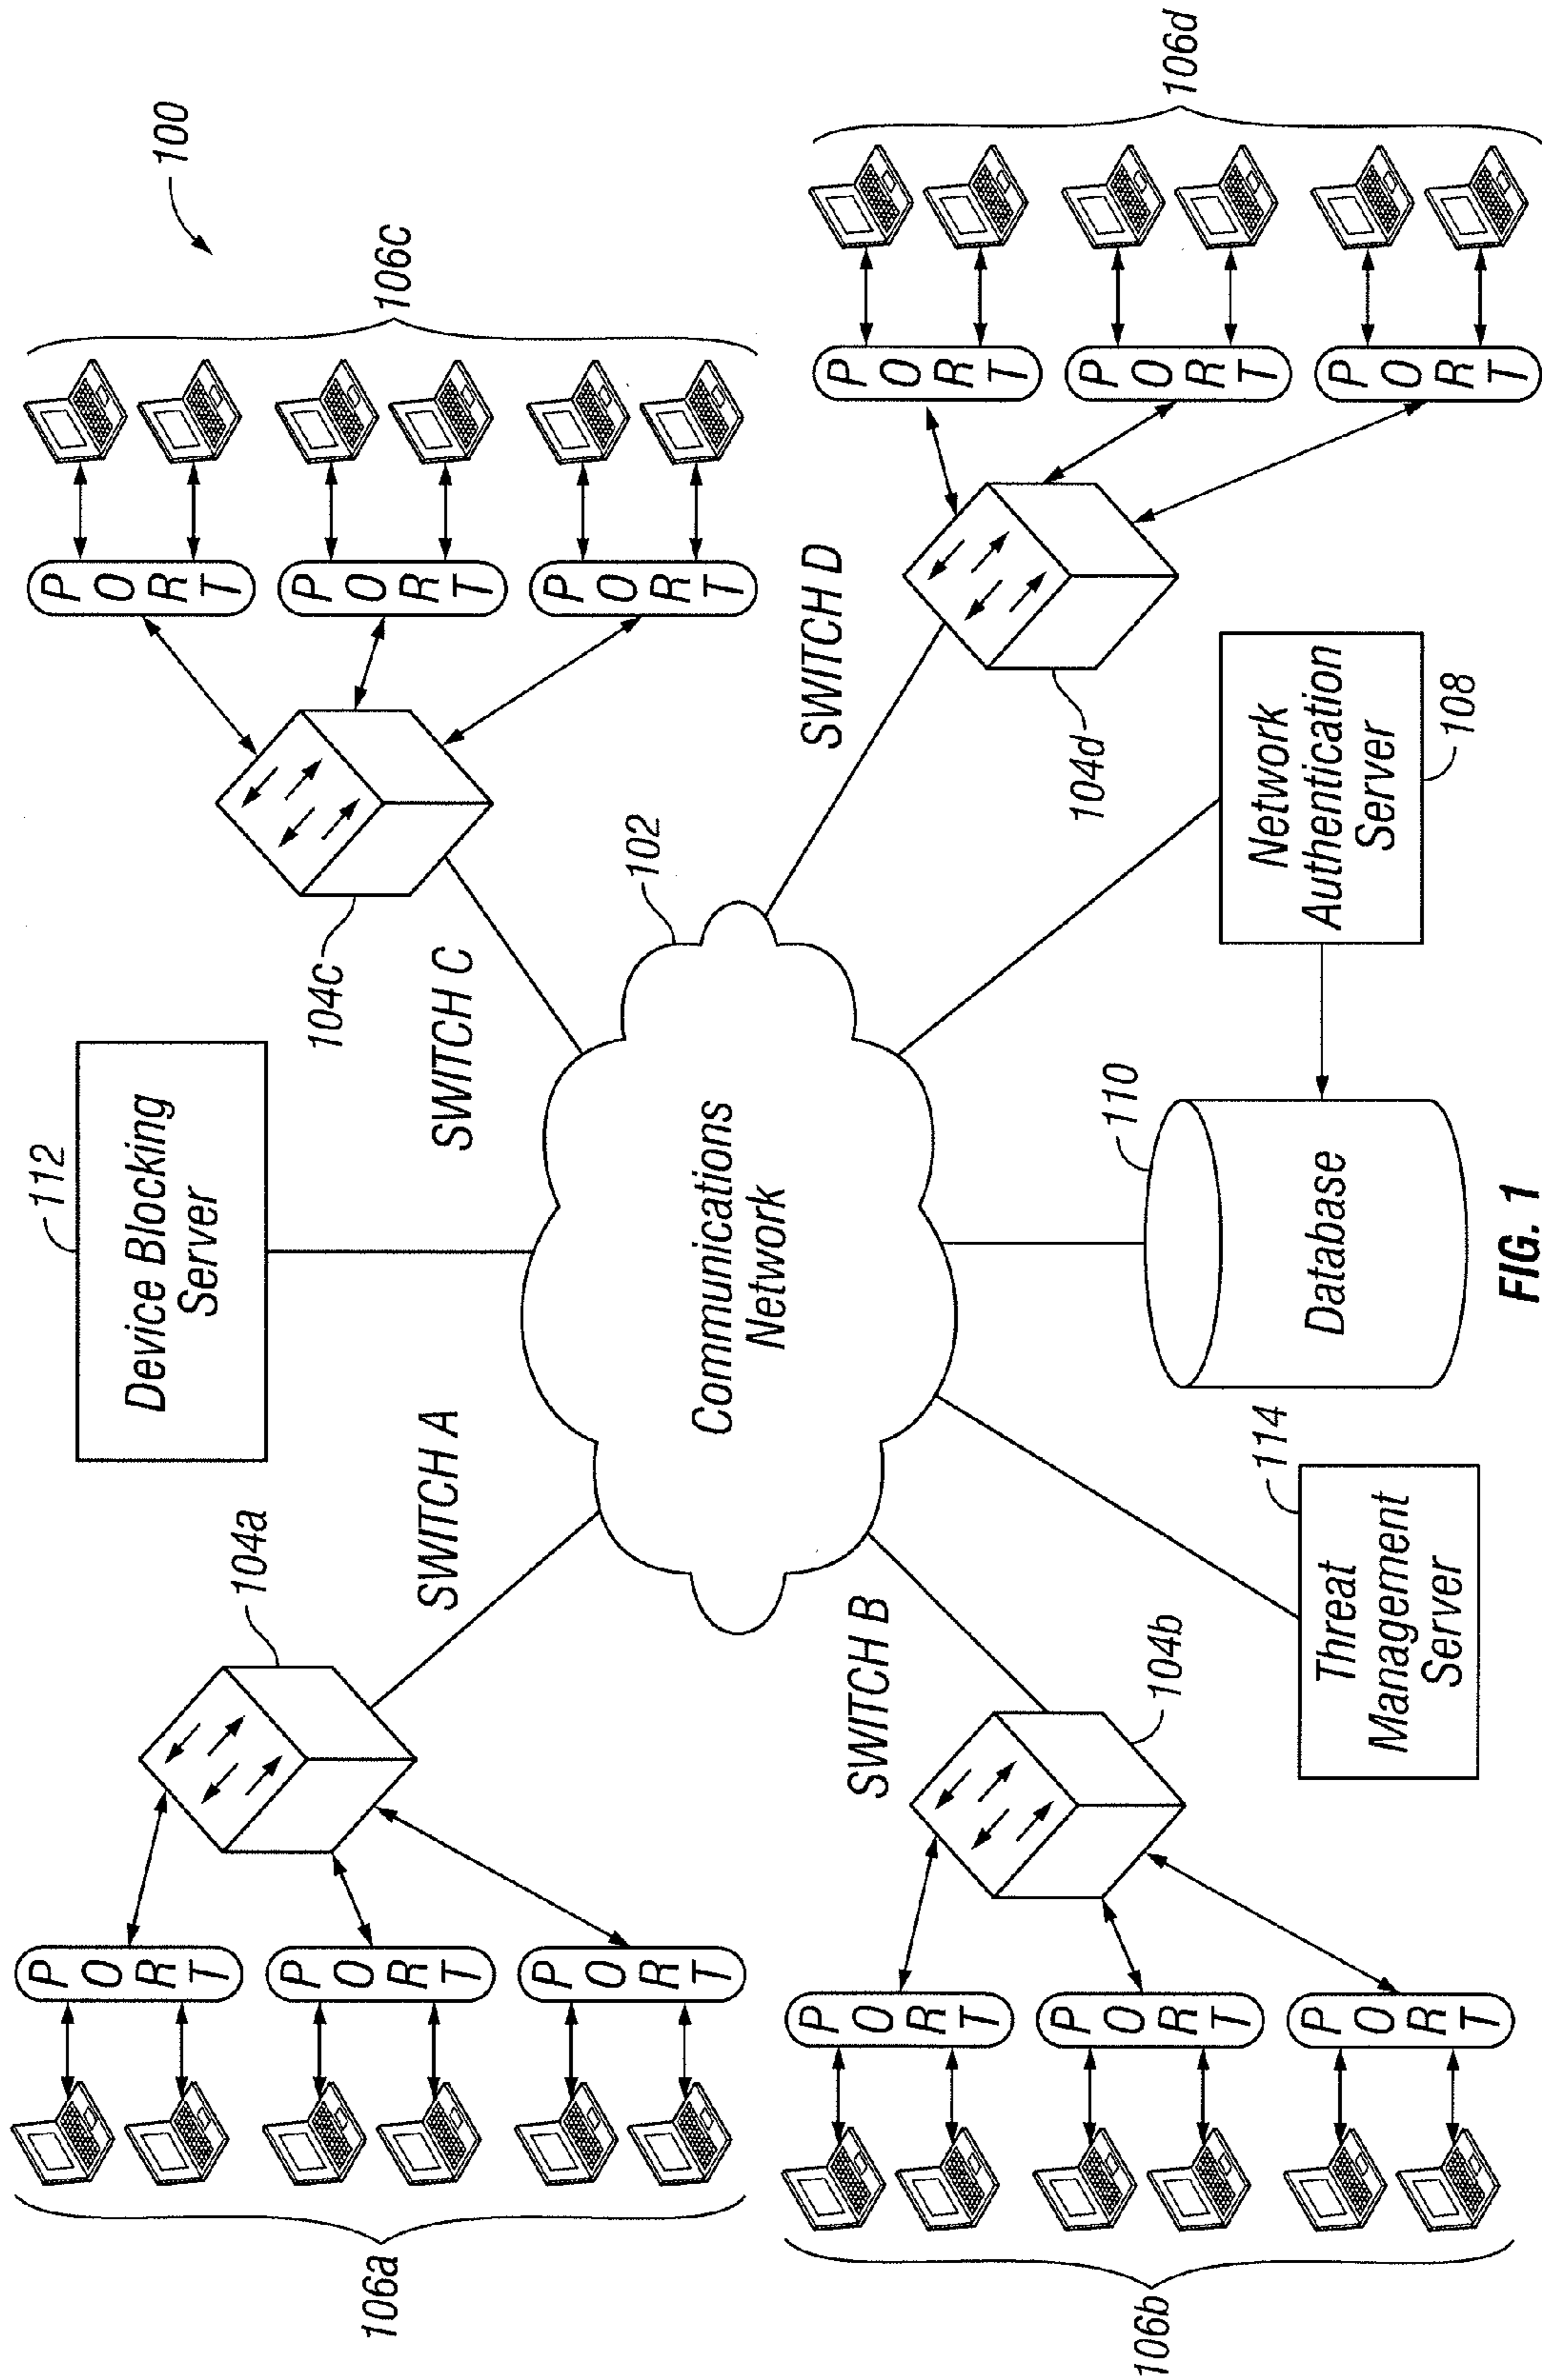 100
112
Device Blocking
Server
104a
SWITCH A
104c
SWITCH C
106a
P O R T
P O R T
P O R T
P O R T
P O R T
P O R T
106c
102
Communications
Network
SWITCH B
104b
SWITCH D
104d
106b
P O R T
P O R T
P O R T
P O R T
P O R T
P O R T
106d
114
Threat
Management
Server
110
Database
Network
Authentication
Server
108
FIG. 1